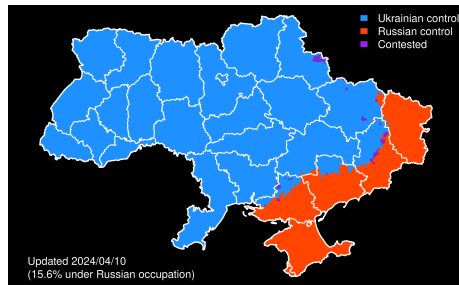 Ukrainian control
Russian control
Contested
Updated 2024/04/10
(15.6% under Russian occupation)